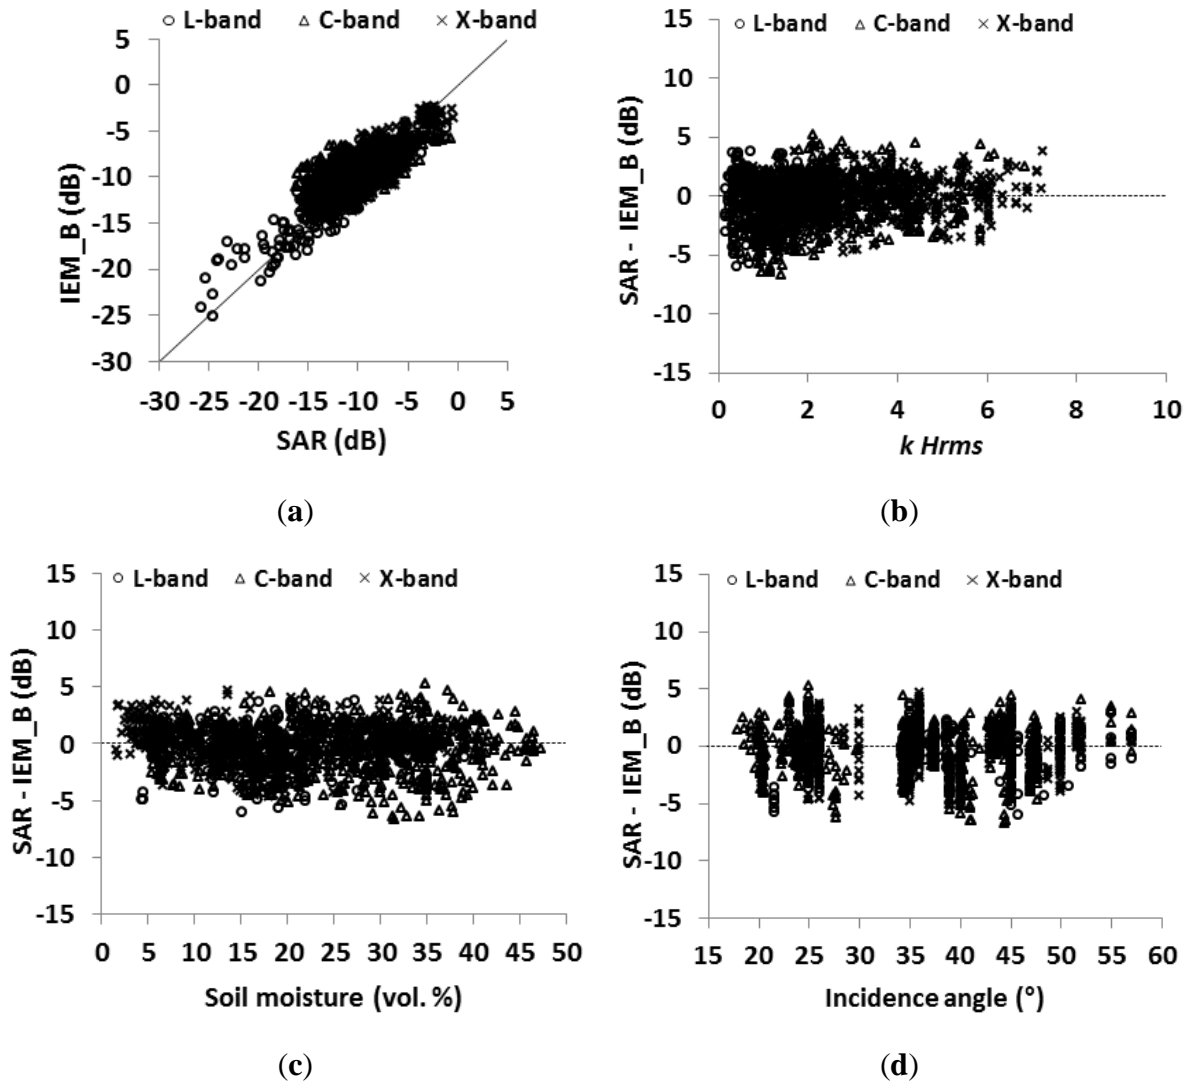 L-band C-band X-band
5
0
-5
-10
-15
-20
-25
-30
IEM_B (dB)
-30 -25 -20 -15 -10 -5 0 5
SAR (dB)
(a)
L-band C-band X-band
15
10
5
0
-5
-10
-15
SAR - IEM_B (dB)
0 2 4 6 8 10
k Hrms
(b)
L-band C-band X-band
15
10
5
0
-5
-10
-15
SAR - IEM_B (dB)
0 5 10 15 20 25 30 35 40 45 50
Soil moisture (vol. %)
(c)
L-band C-band X-band
15
10
5
0
-5
-10
-15
SAR - IEM_B (dB)
15 20 25 30 35 40 45 50 55 60
Incidence angle (°)
(d)